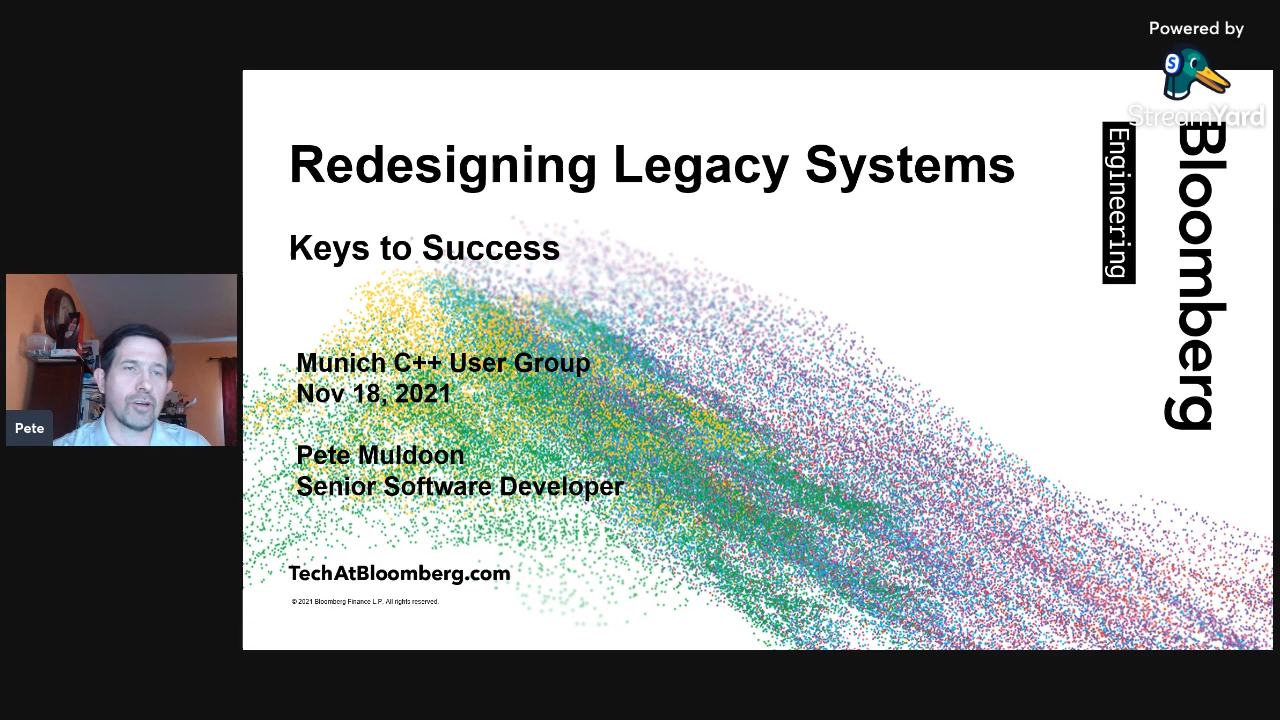 Powered by
S
StreamYard
Redesigning Legacy Systems
Keys to Success
Engineering
Bloomberg
Munich C++ User Group
Nov 18, 2021
Pete Muldoon
Senior Software Developer
TechAtBloomberg.com
© 2021 Bloomberg Finance L.P. All rights reserved.
Pete